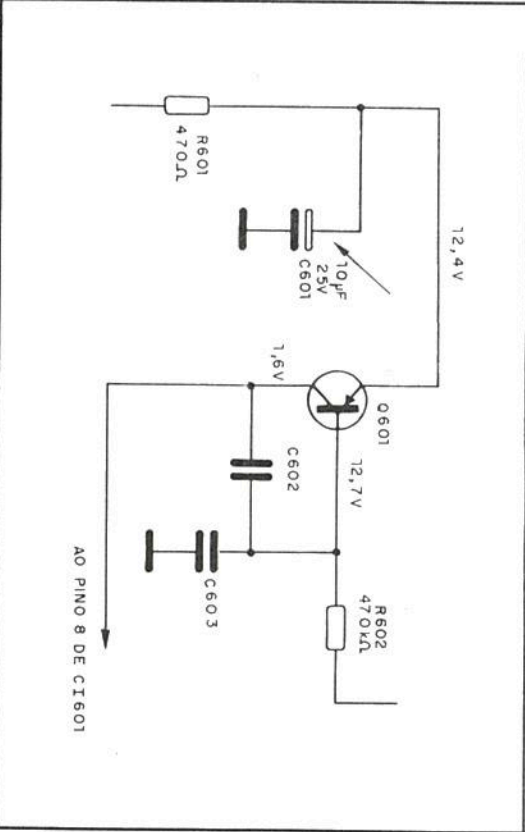 R601
470Ω
10µF
25V
C601
12,4V
1,6V
Q601
12,7V
C602
C603
R602
470kΩ
AO PINO 8 DE CI601